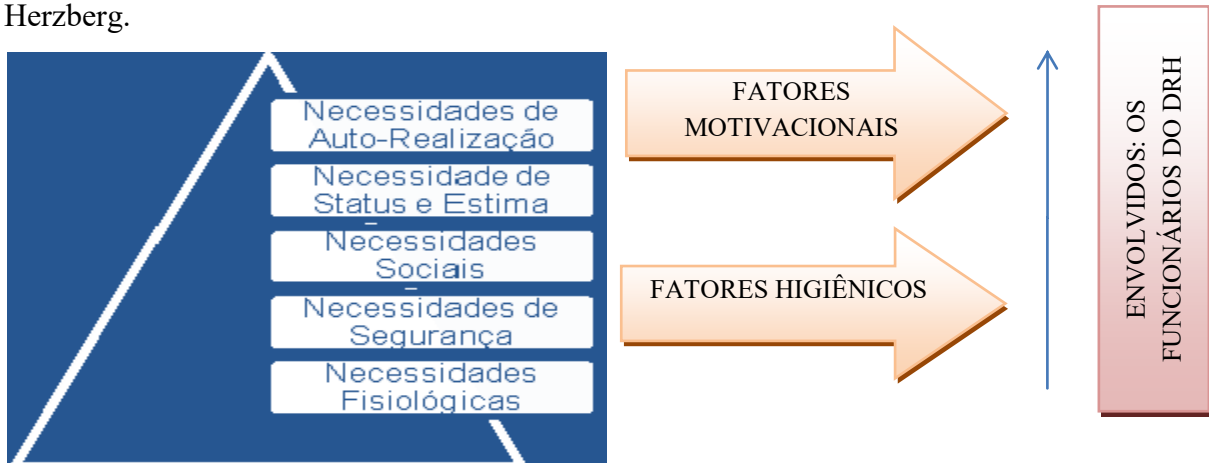 Herzberg.
Necessidades de
Auto-Realização
Necessidade de
Status e Estima
Necessidades
Sociais
Necessidades de
Segurança
Necessidades
Fisiológicas
FATORES
MOTIVACIONAIS
FATORES HIGIÊNICOS
ENVOLVIDOS: OS
FUNCIONÁRIOS DO DRH